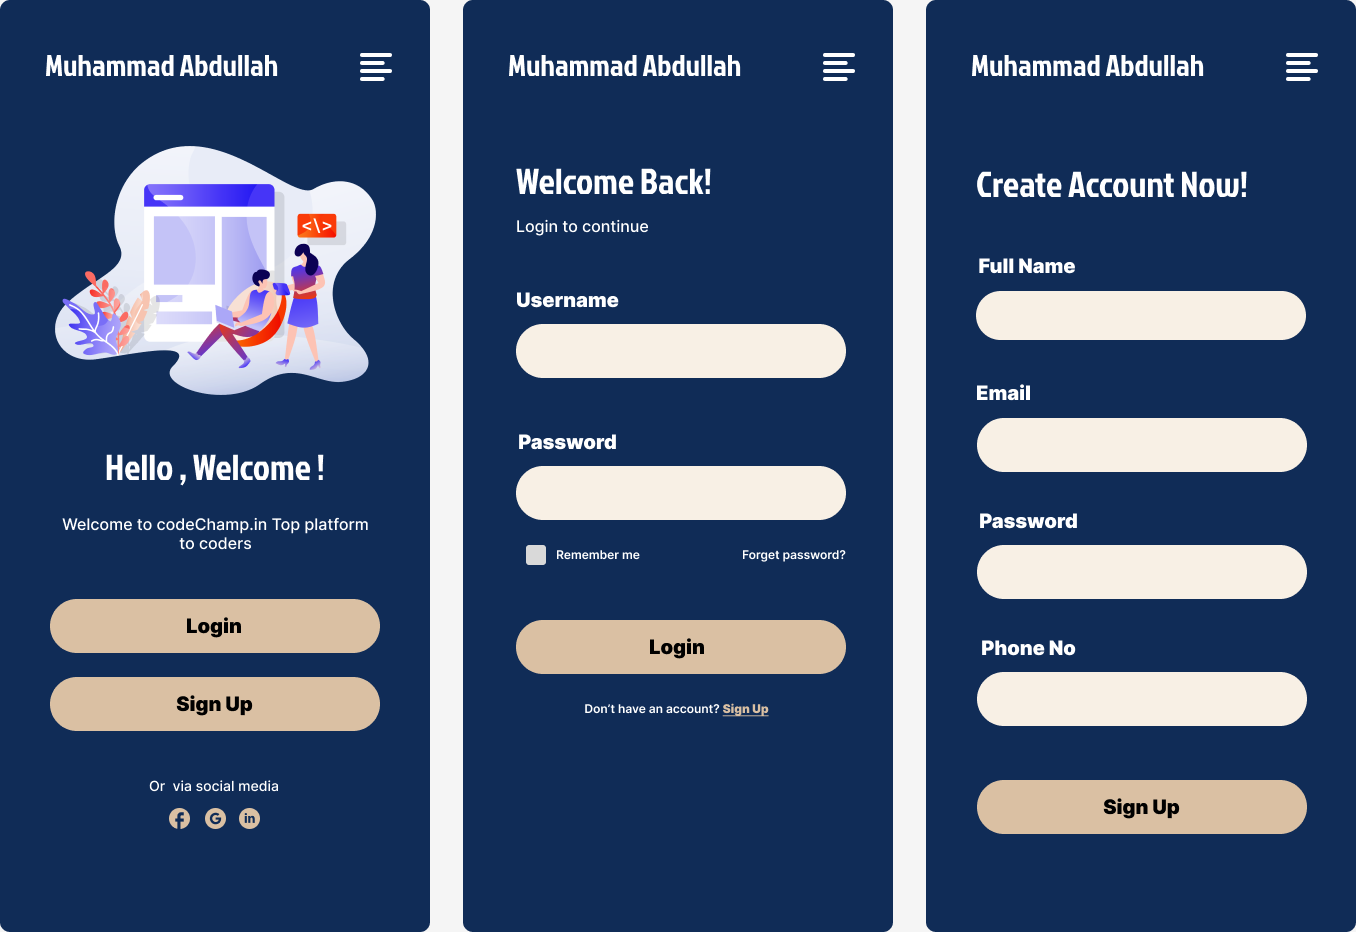 Muhammad Abdullah
</>
Hello , Welcome !
Welcome to codeChamp.in Top platform
to coders
Login
Sign Up
Or via social media
f G in
Muhammad Abdullah
Welcome Back!
Login to continue
Username
Password
Remember me
Forget password?
Login
Don't have an account? Sign Up
Muhammad Abdullah
Create Account Now!
Full Name
Email
Password
Phone No
Sign Up